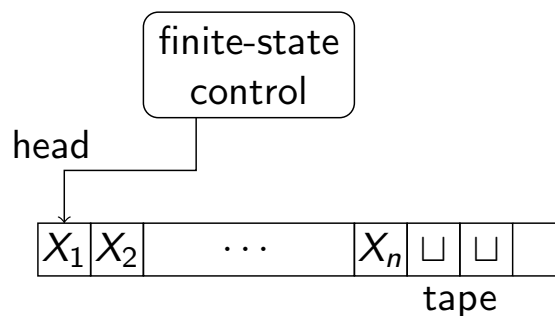 finite-state
control
head
X₁ X₂ ⋯ Xₙ ⊔ ⊔
tape